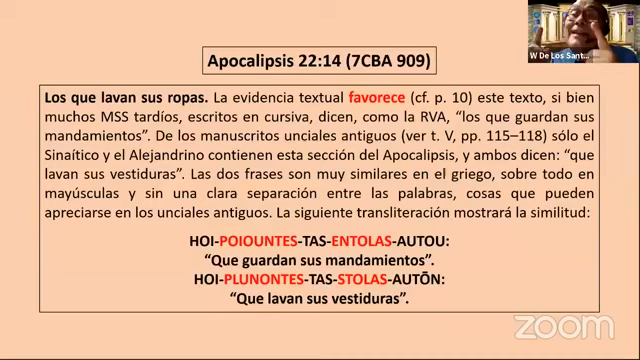 Apocalipsis 22:14 (7CBA 909)
W De Los Sant...
Los que lavan sus ropas. La evidencia textual favorece (cf. p. 10) este texto, si bien
muchos MSS tardíos, escritos en cursiva, dicen, como la RVA, “los que guardan sus
mandamientos”. De los manuscritos unciales antiguos (ver t. V, pp. 115–118) sólo el
Sinaítico y el Alejandrino contienen esta sección del Apocalipsis, y ambos dicen: “que
lavan sus vestiduras”. Las dos frases son muy similares en el griego, sobre todo en
mayúsculas y sin una clara separación entre las palabras, cosas que pueden
apreciarse en los unciales antiguos. La siguiente transliteración mostrará la similitud:
HOI-POIOUNTES-TAS-ENTOLAS-AUTOU:
“Que guardan sus mandamientos”.
HOI-PLUNONTES-TAS-STOLAS-AUTŌN:
“Que lavan sus vestiduras”.
zoom